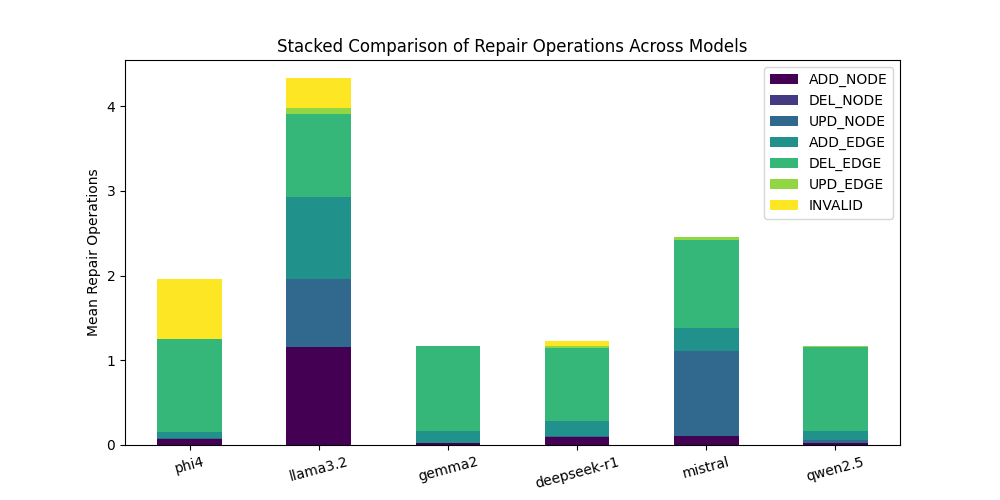 Stacked Comparison of Repair Operations Across Models
Mean Repair Operations
4
3
2
1
0
ADD_NODE
DEL_NODE
UPD_NODE
ADD_EDGE
DEL_EDGE
UPD_EDGE
INVALID
phi4
llama3.2
gemma2
deepseek-r1
mistral
qwen2.5